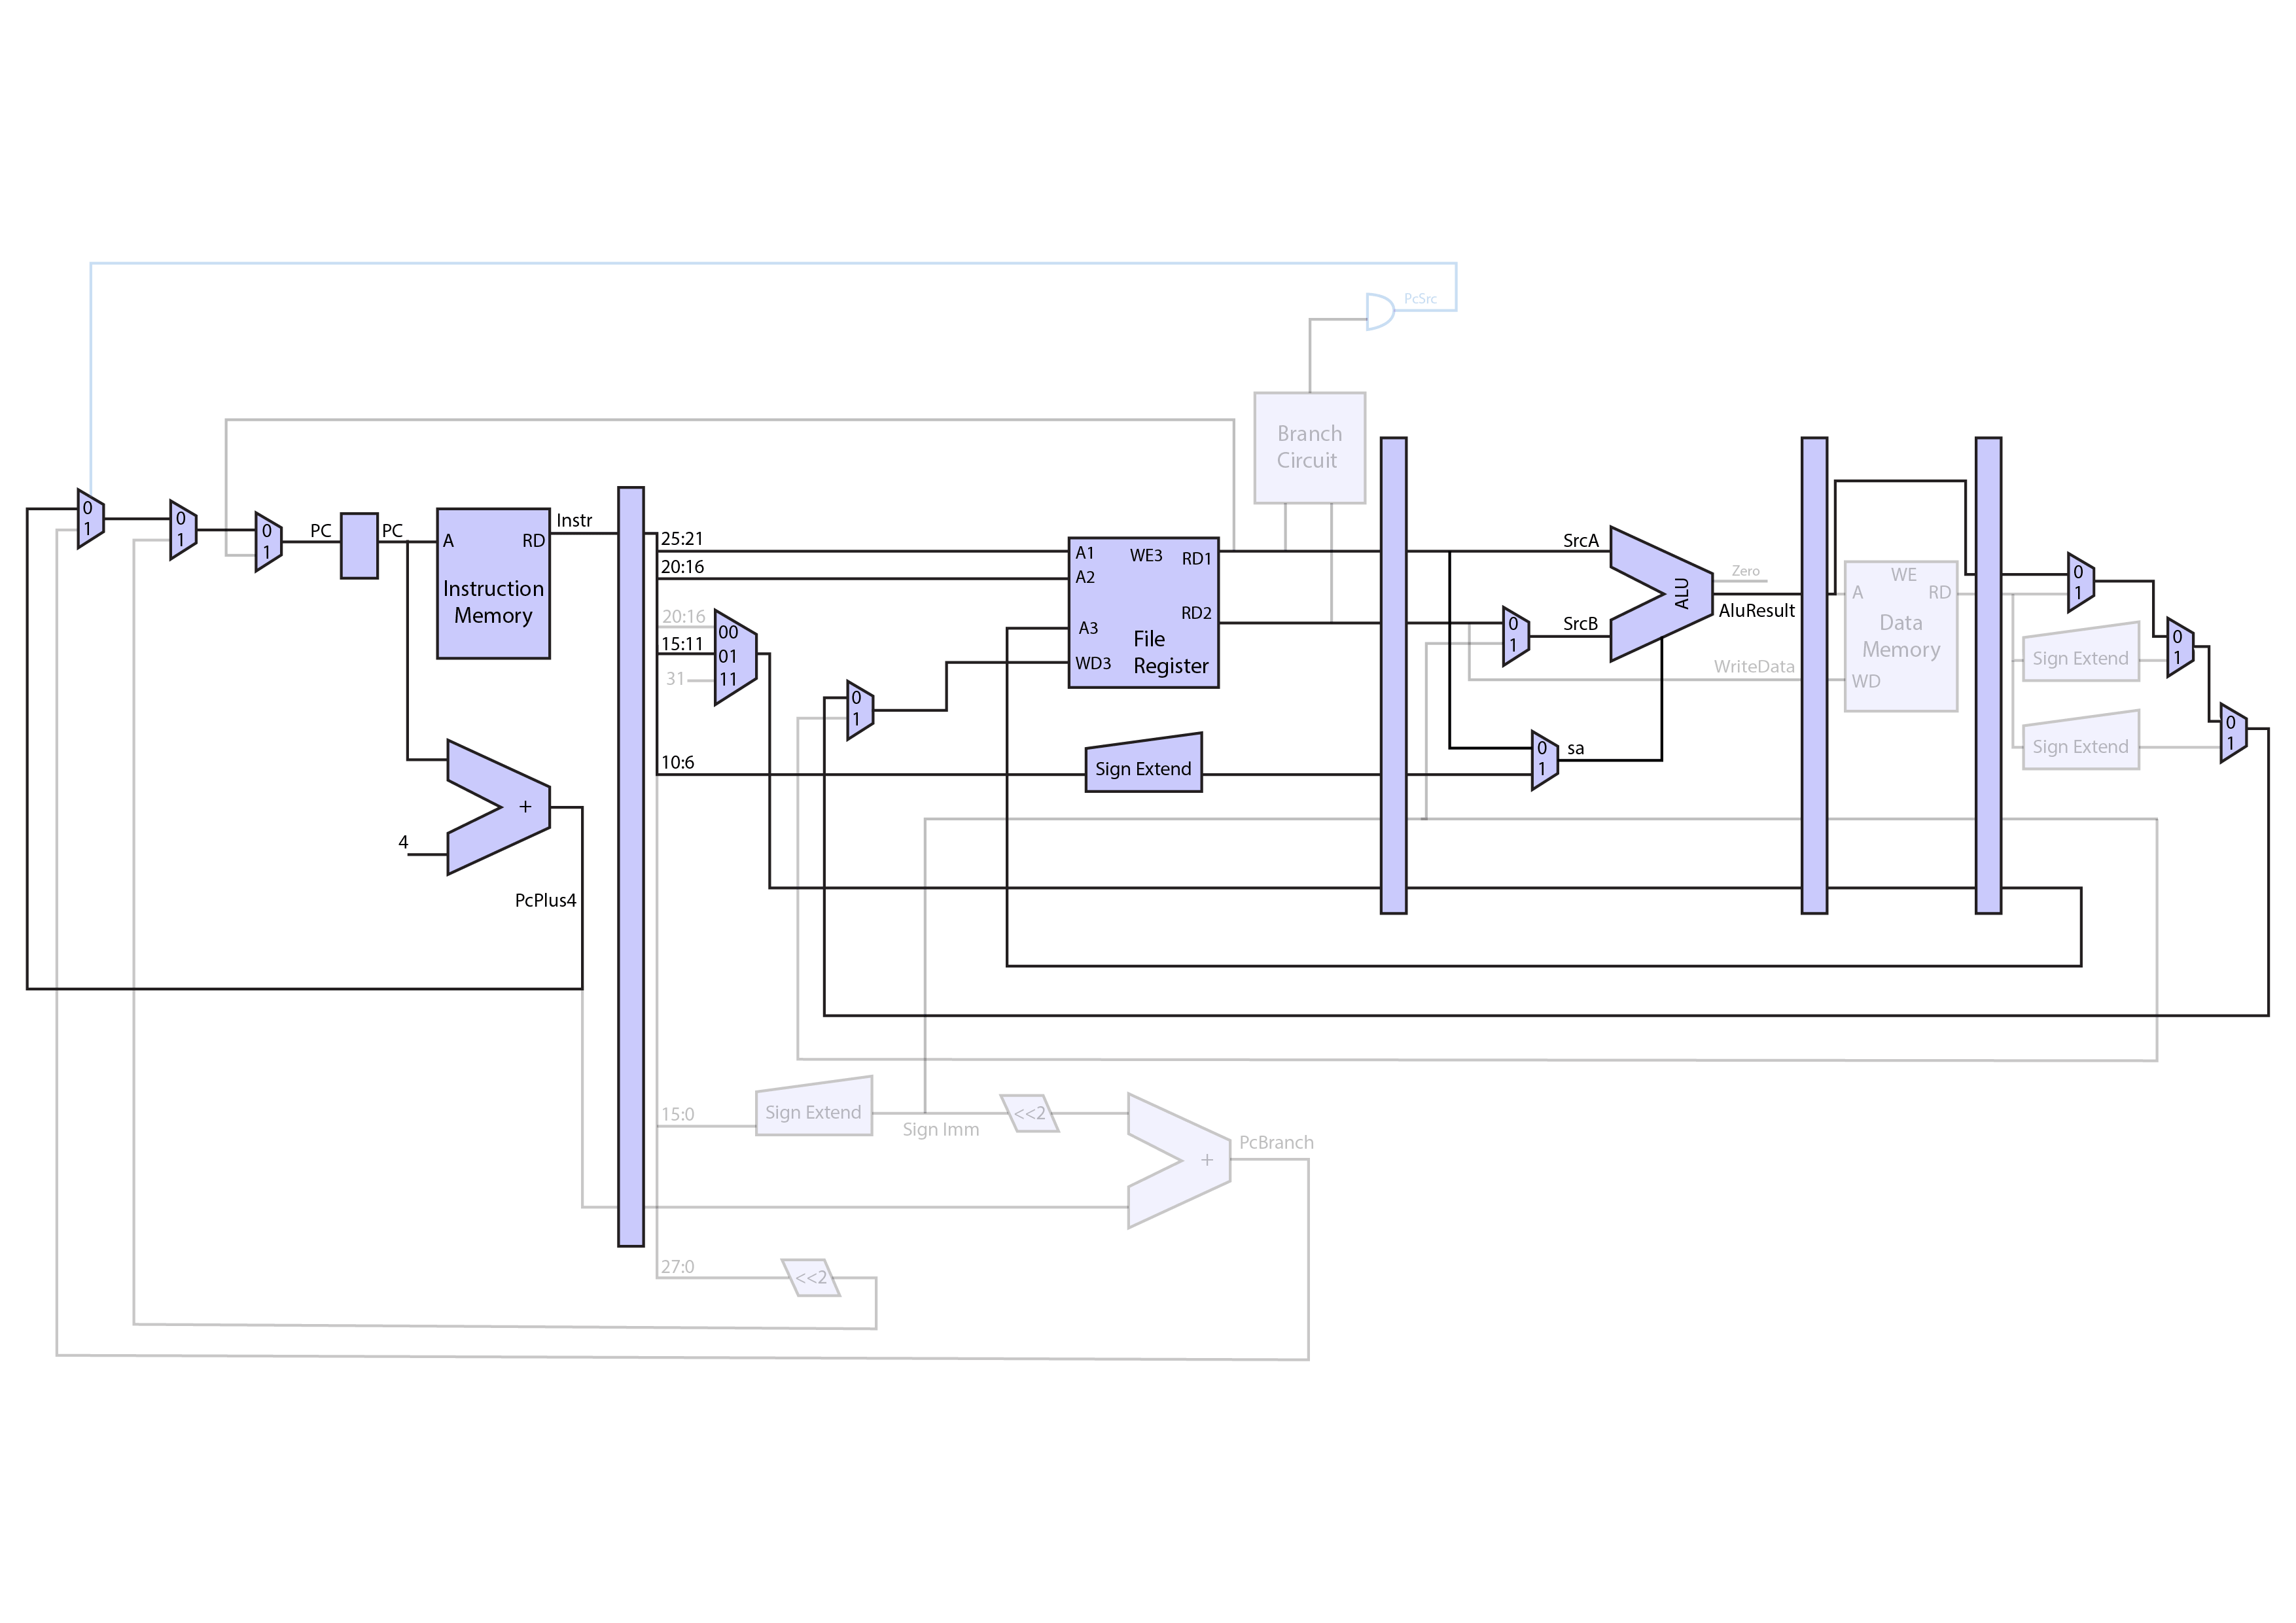 PcSrc
Branch
Circuit
0
1
0
1
0
1
PC
PC
A
RD
Instruction
Memory
Instr
25:21
20:16
20:16
15:11
31
00
01
11
10:6
A1
WE3
RD1
A2
RD2
A3
File
WD3
Register
0
1
Sign Extend
SrcA
0
1
SrcB
ALU
Zero
AluResult
WriteData
0
1
sa
WE
A
RD
Data
Memory
WD
0
1
Sign Extend
0
1
Sign Extend
0
1
+
4
PcPlus4
15:0
Sign Extend
Sign Imm
<<2
+
PcBranch
27:0
<<2